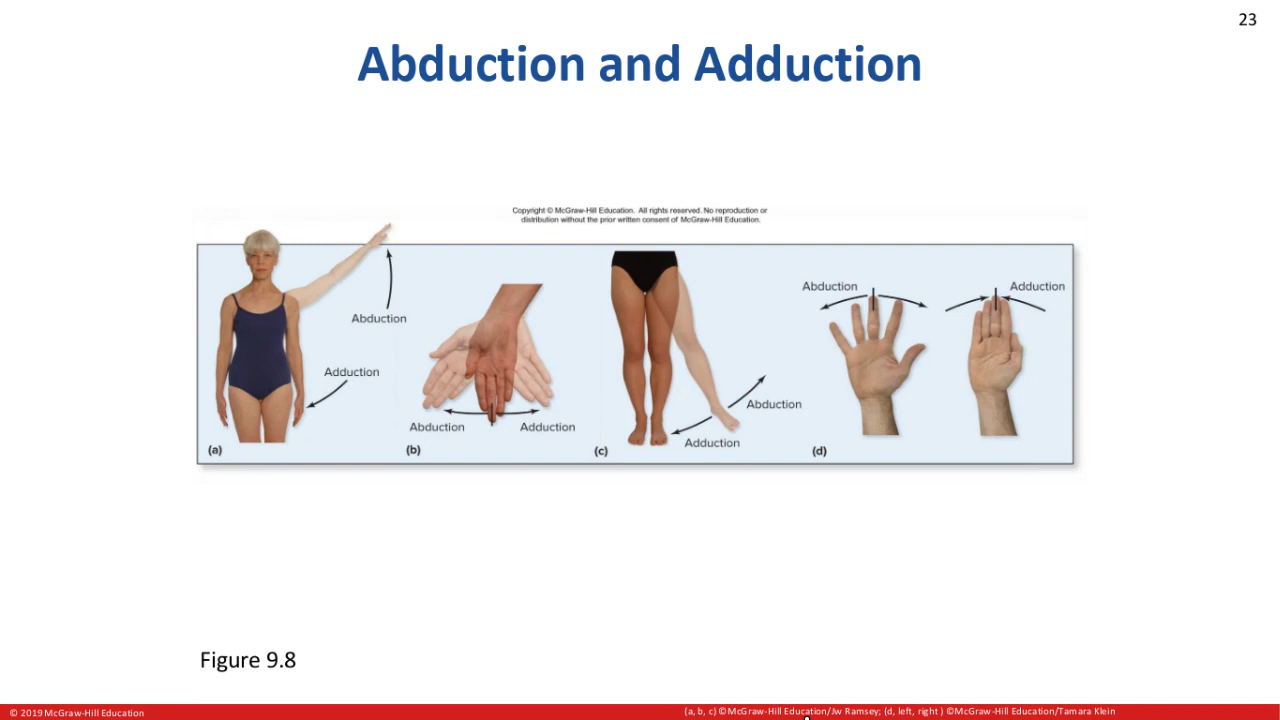 23
Abduction and Adduction
Copyright © McGraw-Hill Education. All rights reserved. No reproduction or
distribution without the prior written consent of McGraw-Hill Education.
Abduction
Adduction
(a)
Abduction
Adduction
(b)
Abduction
Adduction
(c)
Abduction
Adduction
(d)
Figure 9.8
© 2019 McGraw-Hill Education
(a, b, c) ©McGraw-Hill Education/Jw Ramsey; (d, left, right ) ©McGraw-Hill Education/Tamara Klein